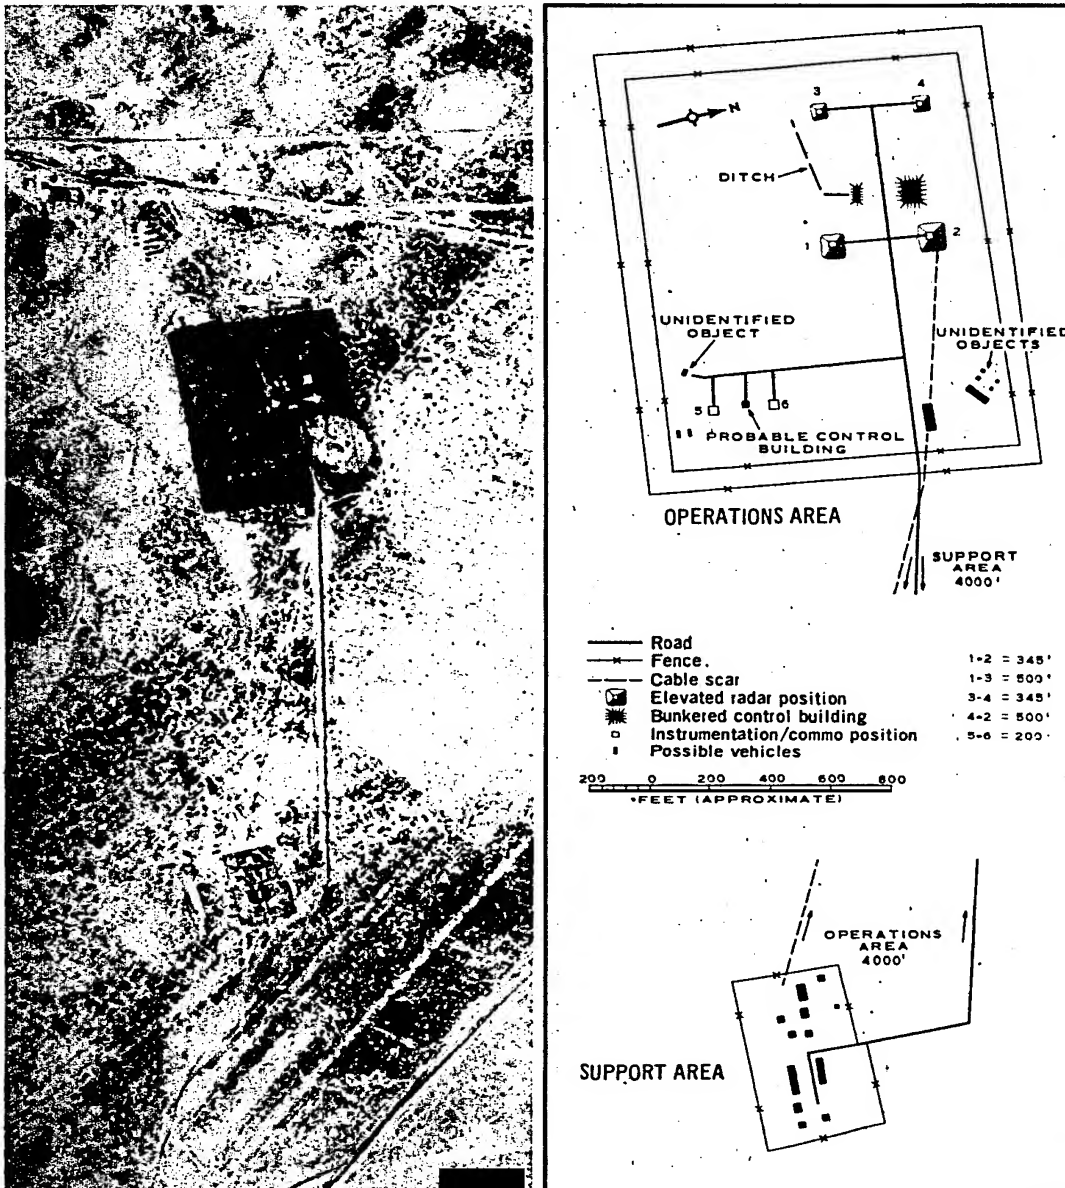 N
3
4
DITCH
1
2
UNIDENTIFIED
OBJECT
UNIDENTIFIED
OBJECTS
5
6
PROBABLE CONTROL
BUILDING
OPERATIONS AREA
SUPPORT
AREA
4000'
Road
Fence.
Cable scar
Elevated radar position
Bunkered control building
Instrumentation/commo position
Possible vehicles
1-2 = 345'
1-3 = 500'
3-4 = 345'
4-2 = 500'
5-6 = 200'
200 0 200 400 600 800
FEET (APPROXIMATE)
OPERATIONS
AREA
4000'
SUPPORT AREA